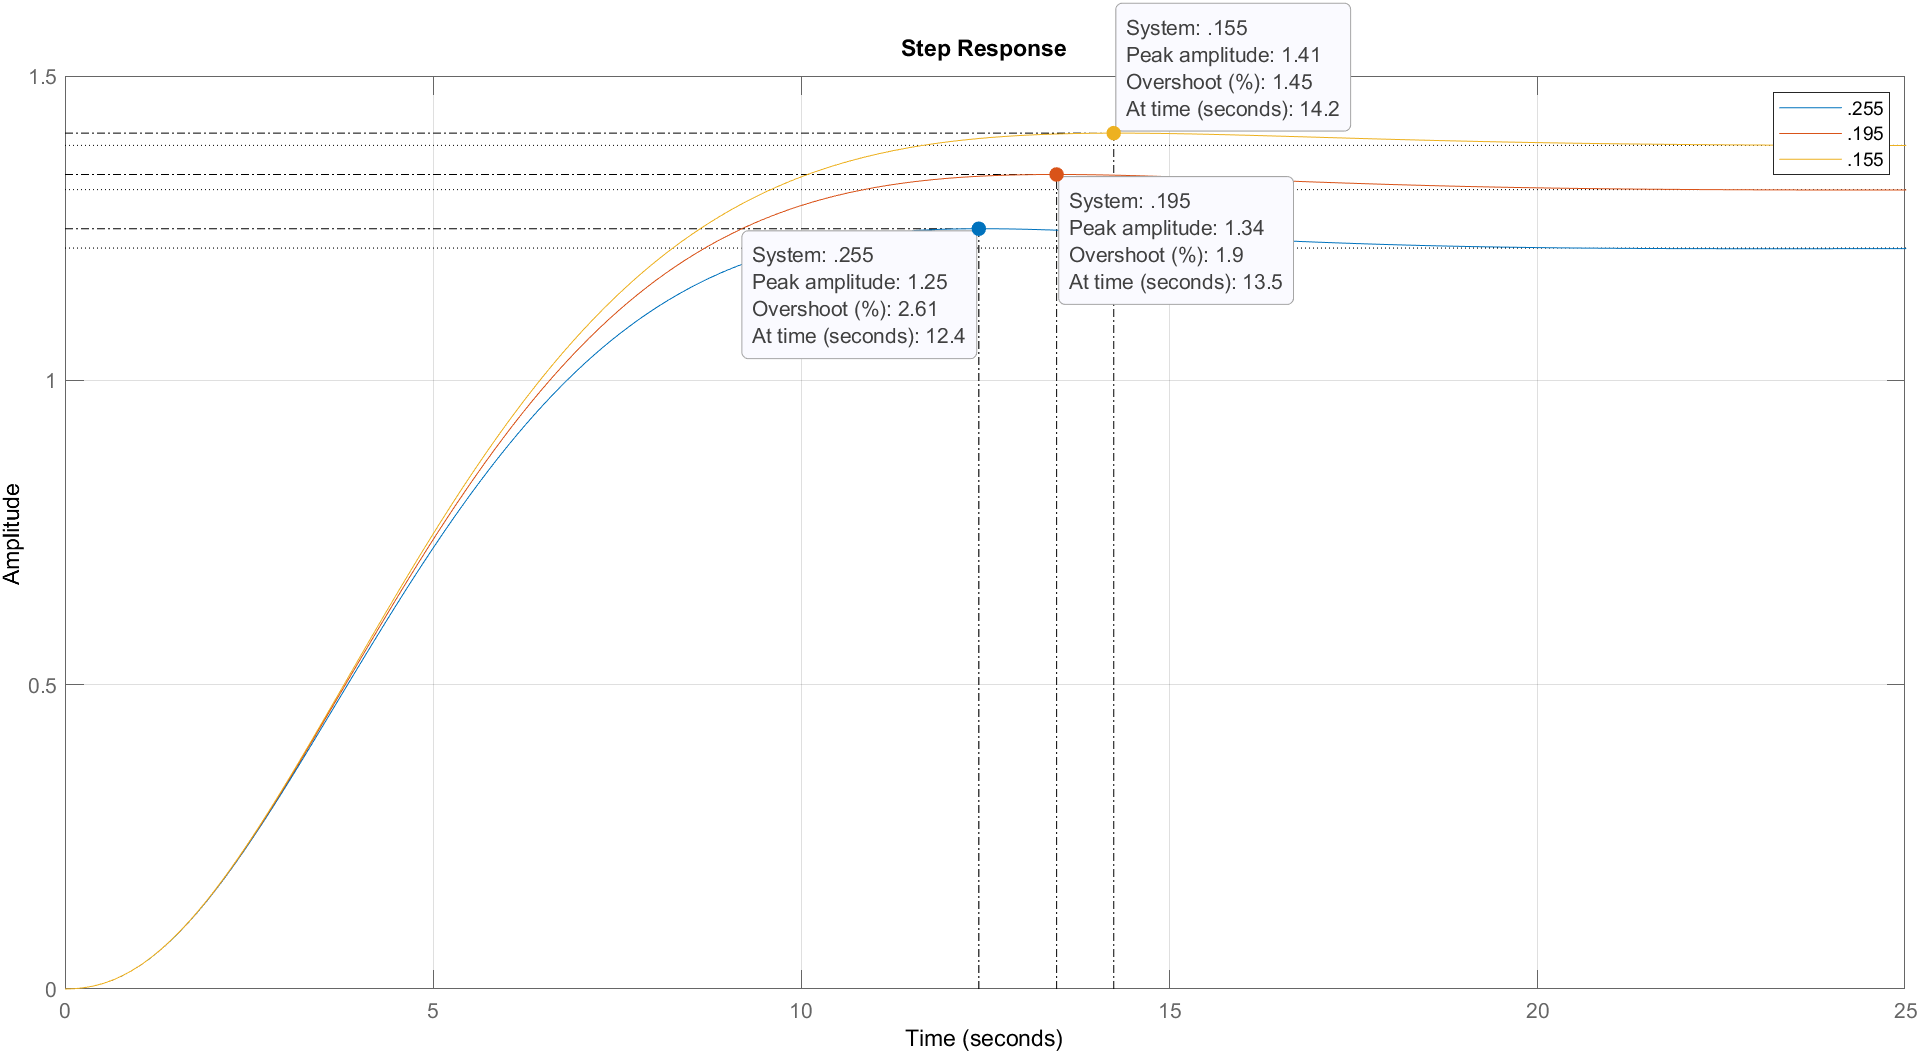 Step Response
System: .155
Peak amplitude: 1.41
Overshoot (%): 1.45
At time (seconds): 14.2
.255
.195
.155
System: .195
Peak amplitude: 1.34
Overshoot (%): 1.9
At time (seconds): 13.5
System: .255
Peak amplitude: 1.25
Overshoot (%): 2.61
At time (seconds): 12.4
Amplitude
1.5
1
0.5
0
0 5 10 15 20 25
Time (seconds)